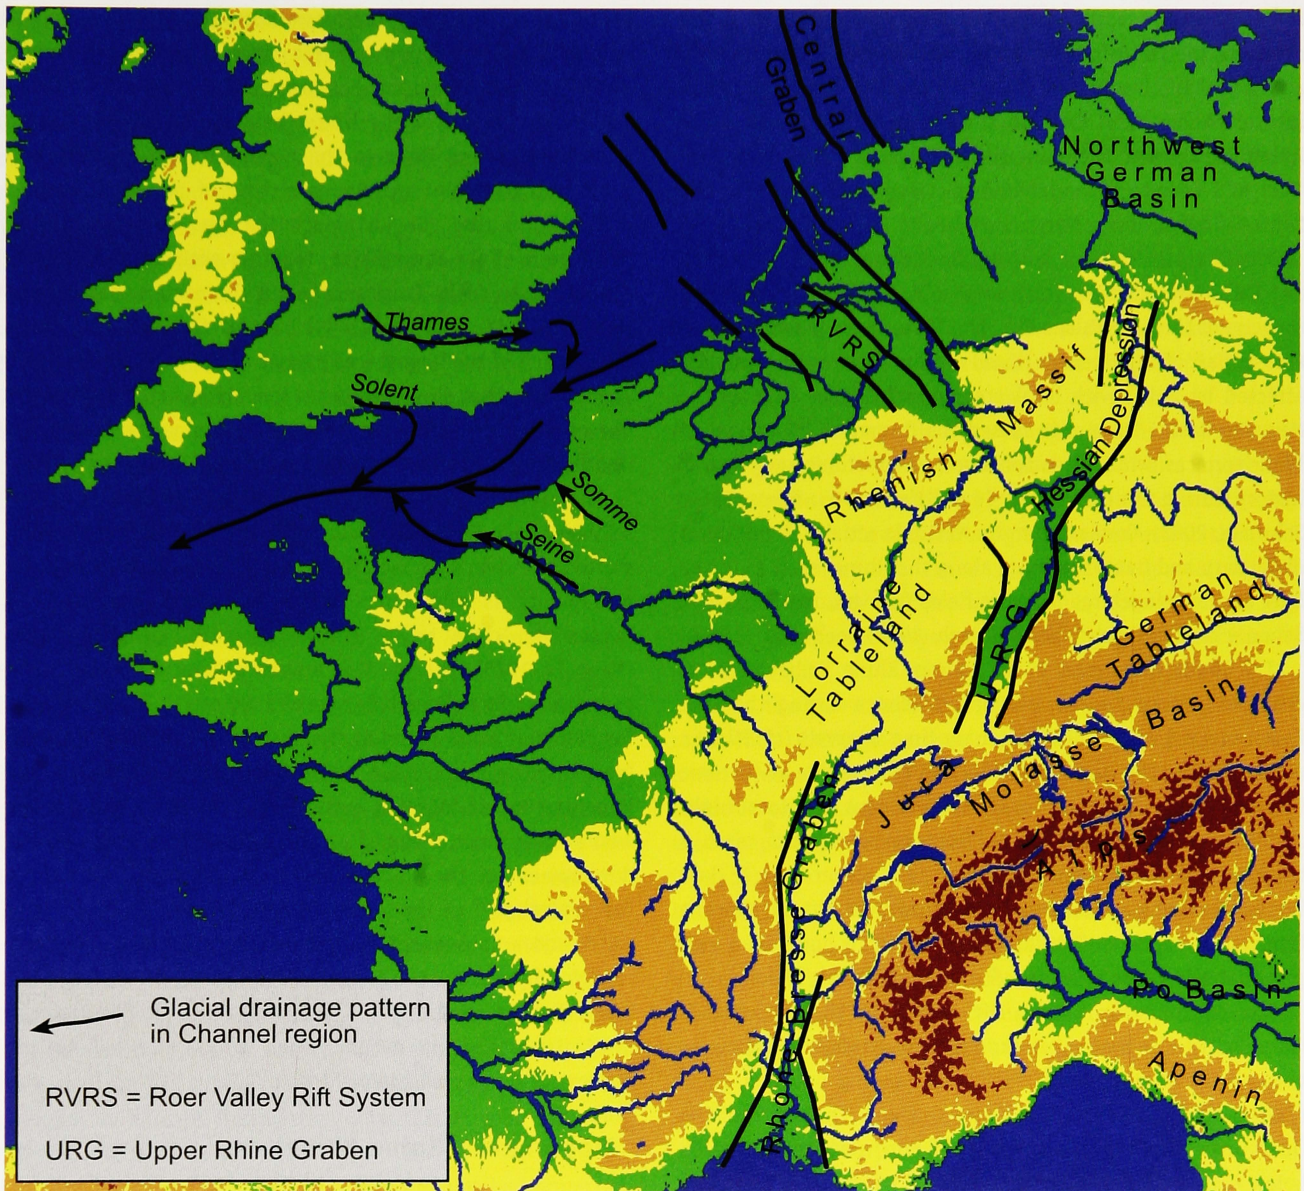 Central
Graben
Northwest
German
Basin
Thames
RVRS
Solent
Massif
Hessian Depression
Rhenish
Somme
Seine
Lorraine
Tableland
German
Tableland
URG
Molasse Basin
Jura
Alps
Rhone-Bresse Graben
Po Basin
Apenin
Glacial drainage pattern
in Channel region
RVRS = Roer Valley Rift System
URG = Upper Rhine Graben